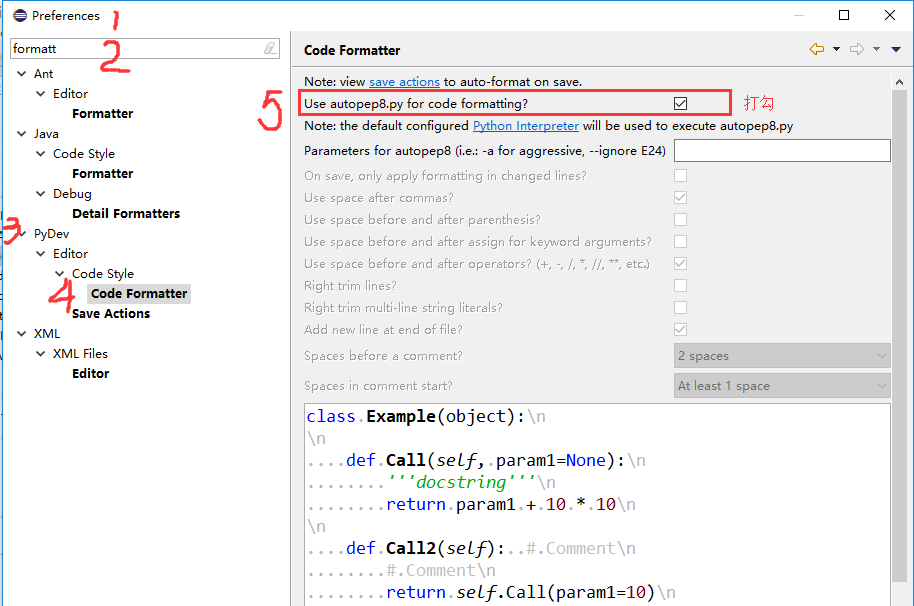 Preferences 1
formatt
2
Ant
Editor
Formatter
Java
Code Style
Formatter
Debug
Detail Formatters
3 PyDev
Editor
Code Style
4 Code Formatter
Save Actions
XML
XML Files
Editor
Code Formatter
Note: view save actions to auto-format on save.
5 Use autopep8.py for code formatting? 打勾
Note: the default configured Python Interpreter will be used to execute autopep8.py
Parameters for autopep8 (i.e.: -a for aggressive, --ignore E24)
On save, only apply formatting in changed lines?
Use space after commas?
Use space before and after parenthesis?
Use space before and after assign for keyword arguments?
Use space before and after operators? (+, -, /, *, //, **, etc.)
Right trim lines?
Right trim multi-line string literals?
Add new line at end of file?
Spaces before a comment? 2 spaces
Spaces in comment start? At least 1 space
class.Example(object):\n
\n
....def.Call(self,.param1=None):\n
........'''docstring'''\n
........return.param1.+.10.*.10\n
\n
....def.Call2(self):..#.Comment\n
........#.Comment\n
........return.self.Call(param1=10)\n